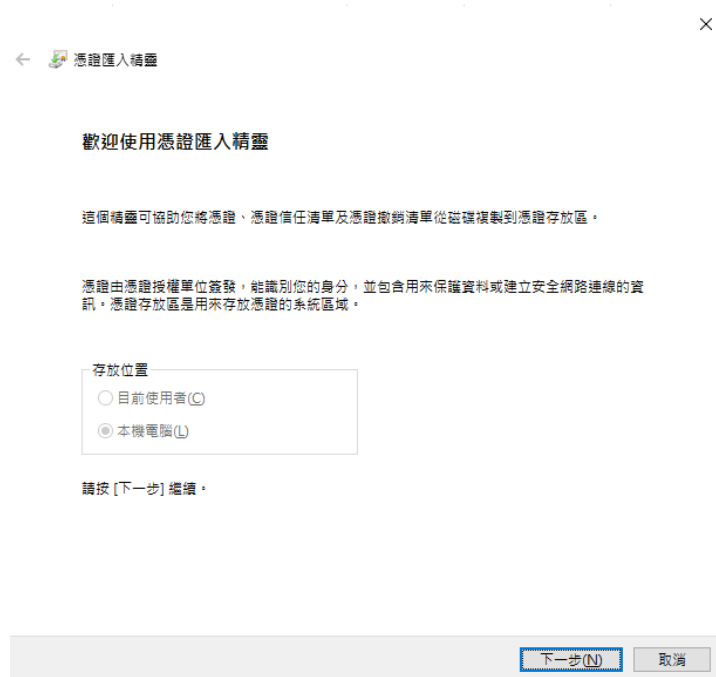 憑證匯入精靈
歡迎使用憑證匯入精靈
這個精靈可協助您將憑證、憑證信任清單及憑證撤銷清單從磁碟複製到憑證存放區。
憑證由憑證授權單位簽發，能識別您的身分，並包含用來保護資料或建立安全網路連線的資
訊。憑證存放區是用來存放憑證的系統區域。
存放位置
目前使用者(C)
本機電腦(L)
請按 [下一步] 繼續。
下一步(N)
取消